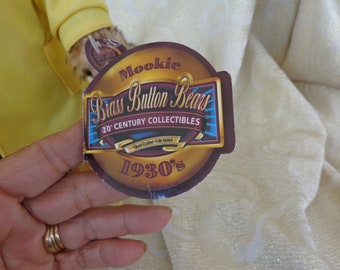 Mookie
Brass Button Bears
20th CENTURY COLLECTIBLES
1930's